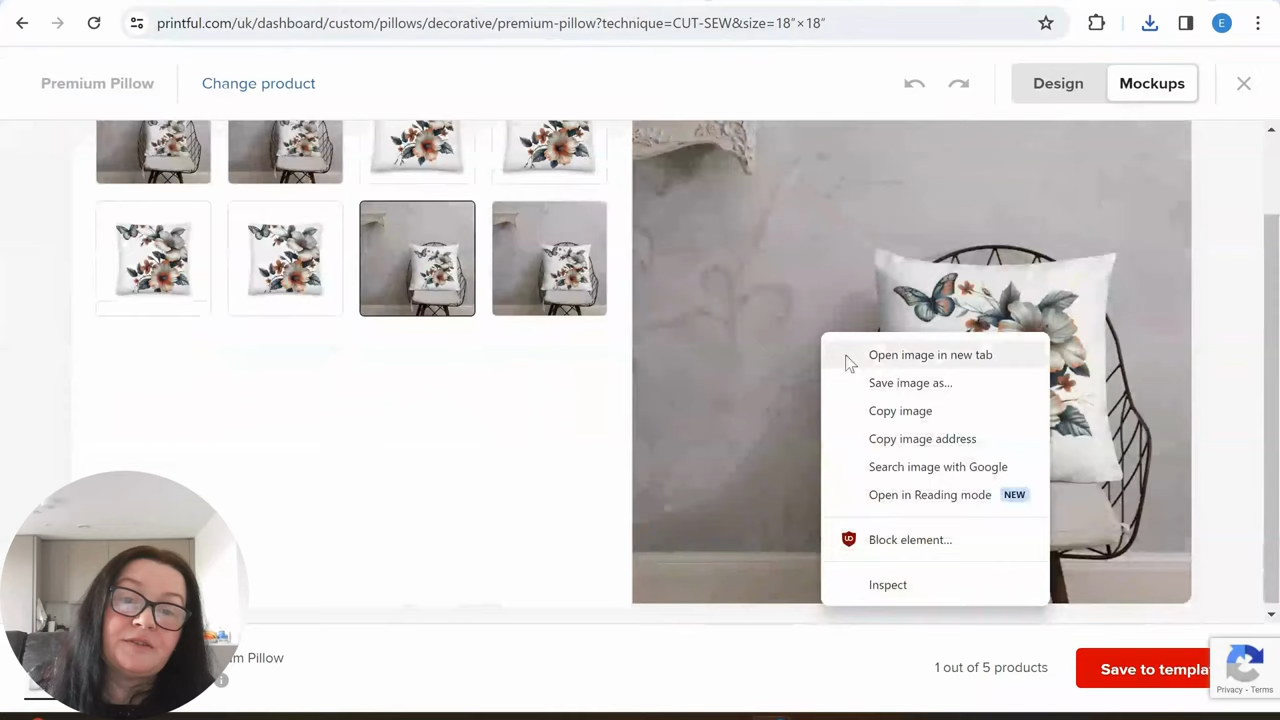 printful.com/uk/dashboard/custom/pillows/decorative/premium-pillow?technique=CUT-SEW&size=18"×18"
E
Premium Pillow
Change product
Design
Mockups
Open image in new tab
Save image as...
Copy image
Copy image address
Search image with Google
Open in Reading mode NEW
Block element...
Inspect
Pillow
1 out of 5 products
Save to
Privacy - Terms